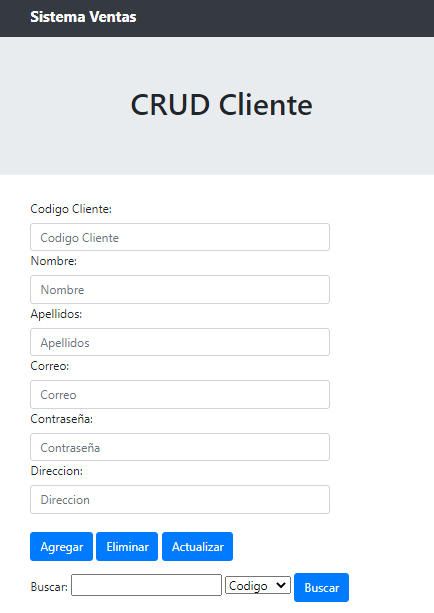 Sistema Ventas
CRUD Cliente
Codigo Cliente:
Codigo Cliente
Nombre:
Nombre
Apellidos:
Apellidos
Correo:
Correo
Contraseña:
Contraseña
Direccion:
Direccion
Agregar Eliminar Actualizar
Buscar: Codigo Buscar